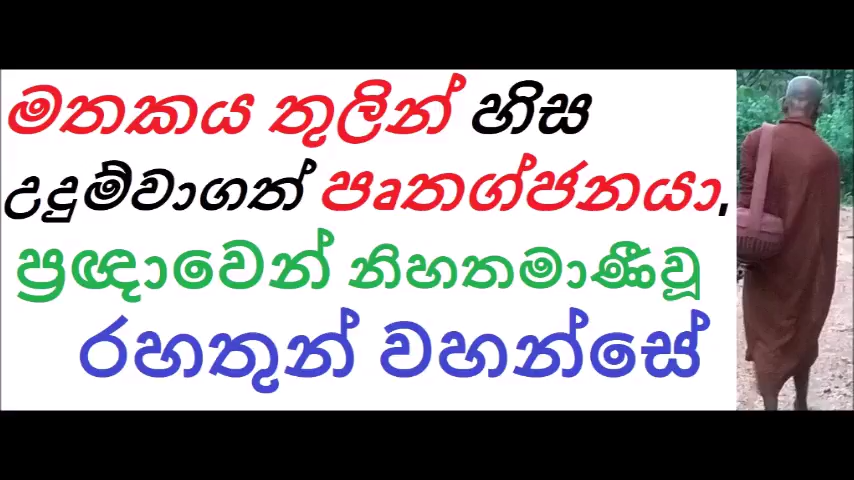 මතකය තුලින් හිස
උදුම්වාගත් පෘතග්ජනයා,
ප්‍රඥාවෙන් නිහතමාණීවූ
රහතුන් වහන්සේ